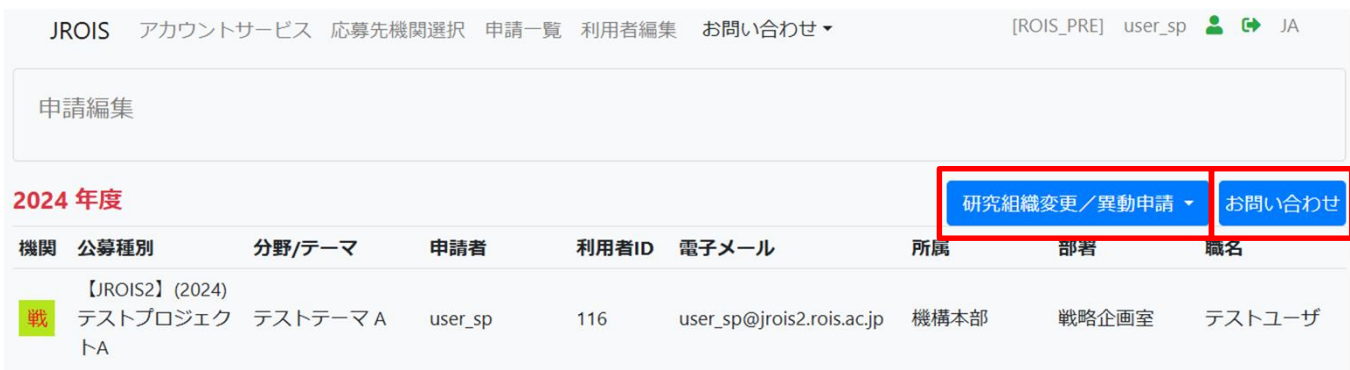 JROIS アカウントサービス 応募先機関選択 申請一覧 利用者編集 お問い合わせ [ROIS_PRE] user_sp JA
申請編集
2024 年度 研究組織変更／異動申請 お問い合わせ
機関 公募種別 分野/テーマ 申請者 利用者ID 電子メール 所属 部署 職名
【JROIS2】(2024)
戦 テストプロジェク テストテーマ A user_sp 116 user_sp@jrois2.rois.ac.jp 機構本部 戦略企画室 テストユーザ
トA